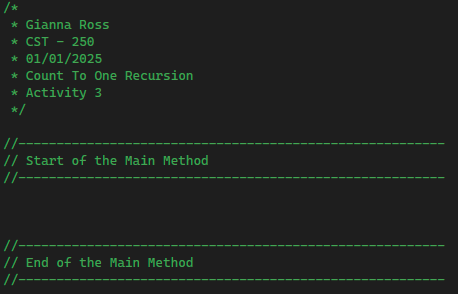 /*
 * Gianna Ross
 * CST - 250
 * 01/01/2025
 * Count To One Recursion
 * Activity 3
 */
//------------------------------------------------------
// Start of the Main Method
//------------------------------------------------------
//------------------------------------------------------
// End of the Main Method
//------------------------------------------------------